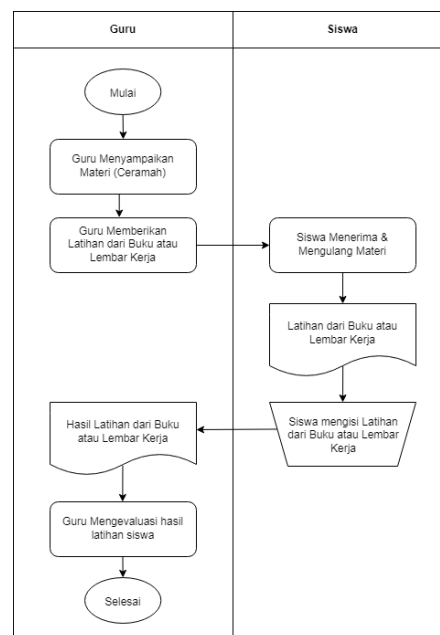 Guru
Siswa
Mulai
Guru Menyampaikan
Materi (Ceramah)
Guru Memberikan
Latihan dari Buku atau
Lembar Kerja
Siswa Menerima &
Mengulang Materi
Latihan dari Buku atau
Lembar Kerja
Siswa mengisi Latihan
dari Buku atau Lembar
Kerja
Hasil Latihan dari Buku
atau Lembar Kerja
Guru Mengevaluasi hasil
latihan siswa
Selesai